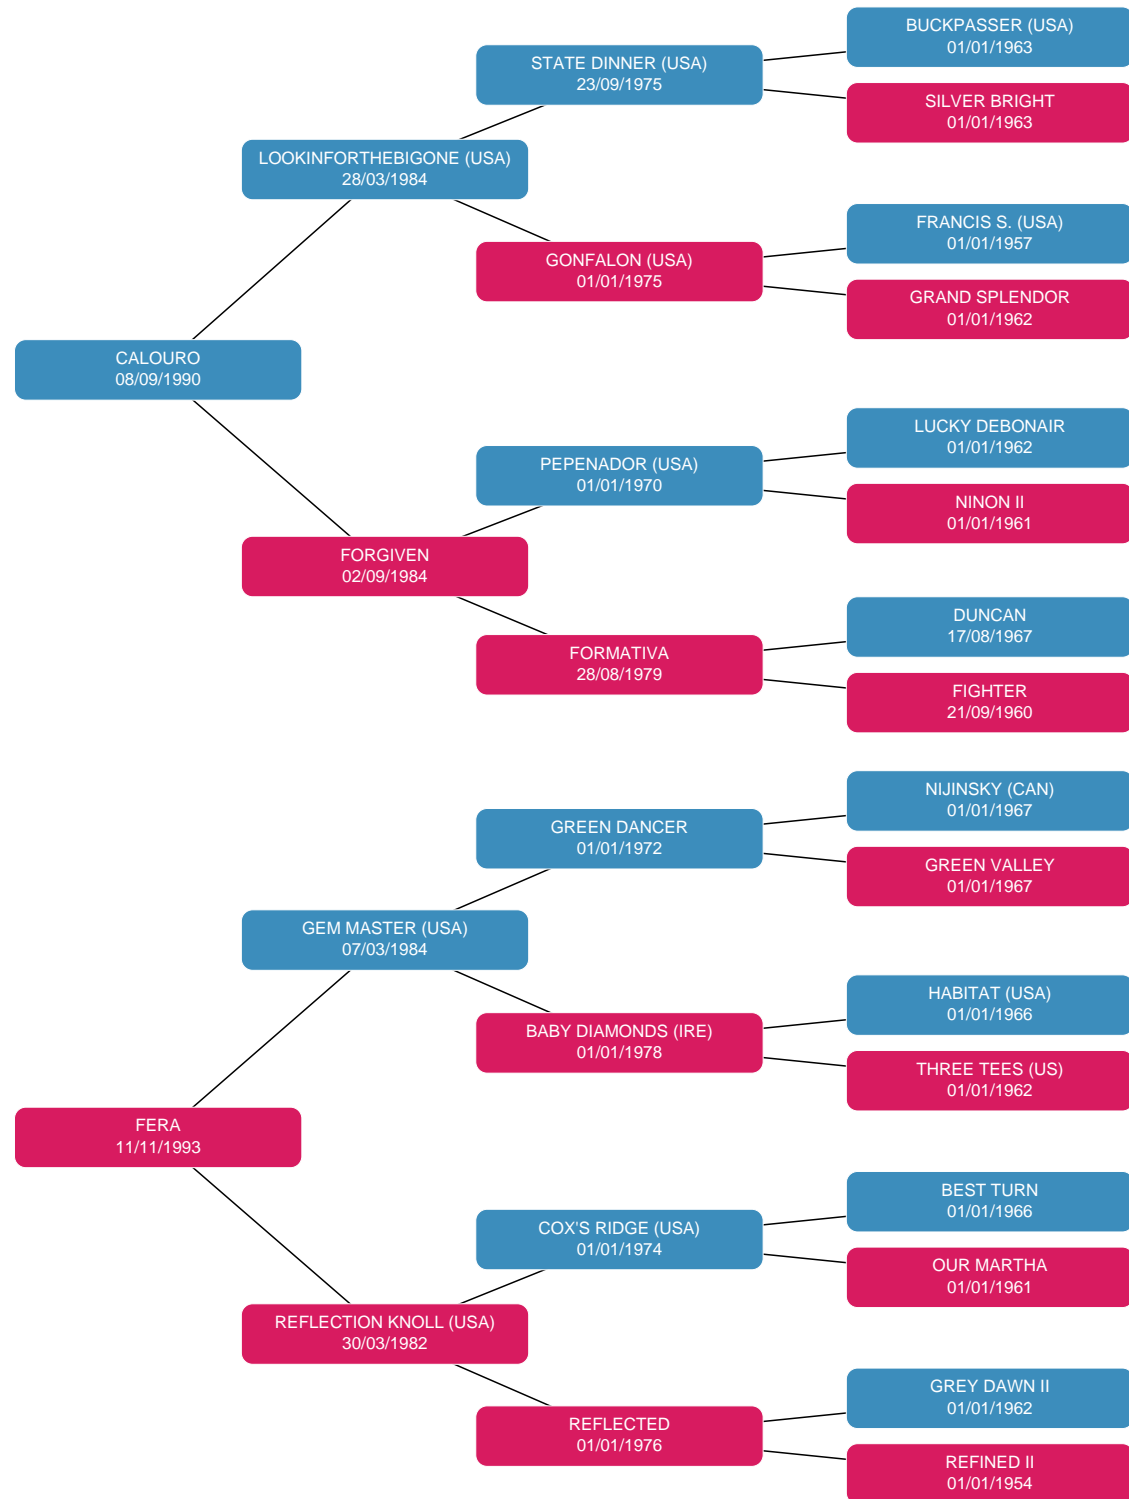 BUCKPASSER (USA)
01/01/1963
STATE DINNER (USA)
23/09/1975
SILVER BRIGHT
01/01/1963
LOOKINFORTHEBIGONE (USA)
28/03/1984
FRANCIS S. (USA)
01/01/1957
GONFALON (USA)
01/01/1975
GRAND SPLENDOR
01/01/1962
CALOURO
08/09/1990
LUCKY DEBONAIR
01/01/1962
PEPENADOR (USA)
01/01/1970
NINON II
01/01/1961
FORGIVEN
02/09/1984
DUNCAN
17/08/1967
FORMATIVA
28/08/1979
FIGHTER
21/09/1960
NIJINSKY (CAN)
01/01/1967
GREEN DANCER
01/01/1972
GREEN VALLEY
01/01/1967
GEM MASTER (USA)
07/03/1984
HABITAT (USA)
01/01/1966
BABY DIAMONDS (IRE)
01/01/1978
THREE TEES (US)
01/01/1962
FERA
11/11/1993
BEST TURN
01/01/1966
COX'S RIDGE (USA)
01/01/1974
OUR MARTHA
01/01/1961
REFLECTION KNOLL (USA)
30/03/1982
GREY DAWN II
01/01/1962
REFLECTED
01/01/1976
REFINED II
01/01/1954